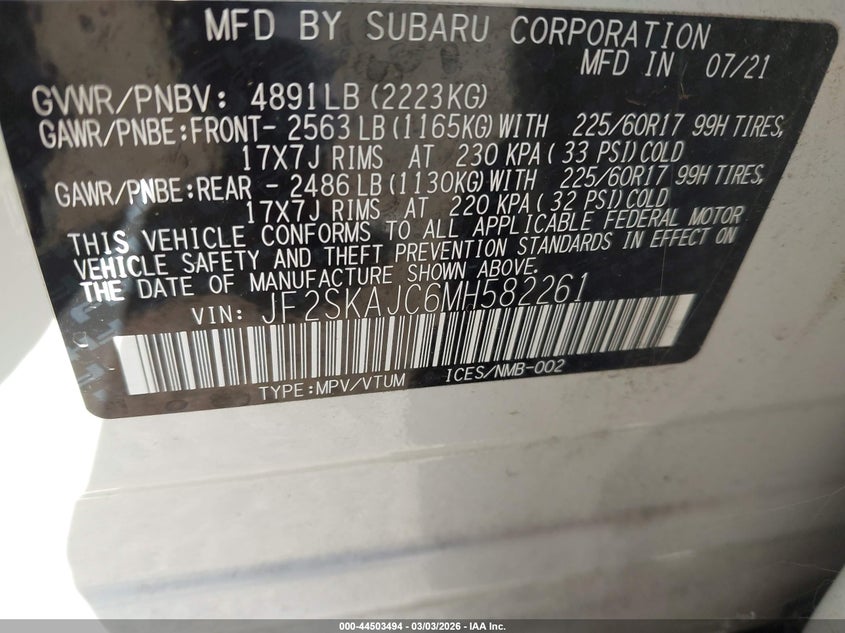 MFD BY SUBARU CORPORATION
MFD IN 07/21
GVWR/PNBV: 4891LB (2223KG)
GAWR/PNBE:FRONT- 2563 LB (1165KG) WITH 225/60R17 99H TIRES,
17X7J RIMS AT 230 KPA ( 33 PSI) COLD
GAWR/PNBE:REAR - 2486 LB (1130KG) WITH 225/60R17 99H TIRES,
17X7J RIMS AT 220 KPA ( 32 PSI) COLD
THIS VEHICLE CONFORMS TO ALL APPLICABLE FEDERAL MOTOR
VEHICLE SAFETY AND THEFT PREVENTION STANDARDS IN EFFECT ON
THE DATE OF MANUFACTURE SHOWN ABOVE.
VIN: JF2SKAJC6MH582261
TYPE:MPV/VTUM ICES/NMB-002
000-44503494 - 03/03/2026 - IAA Inc.